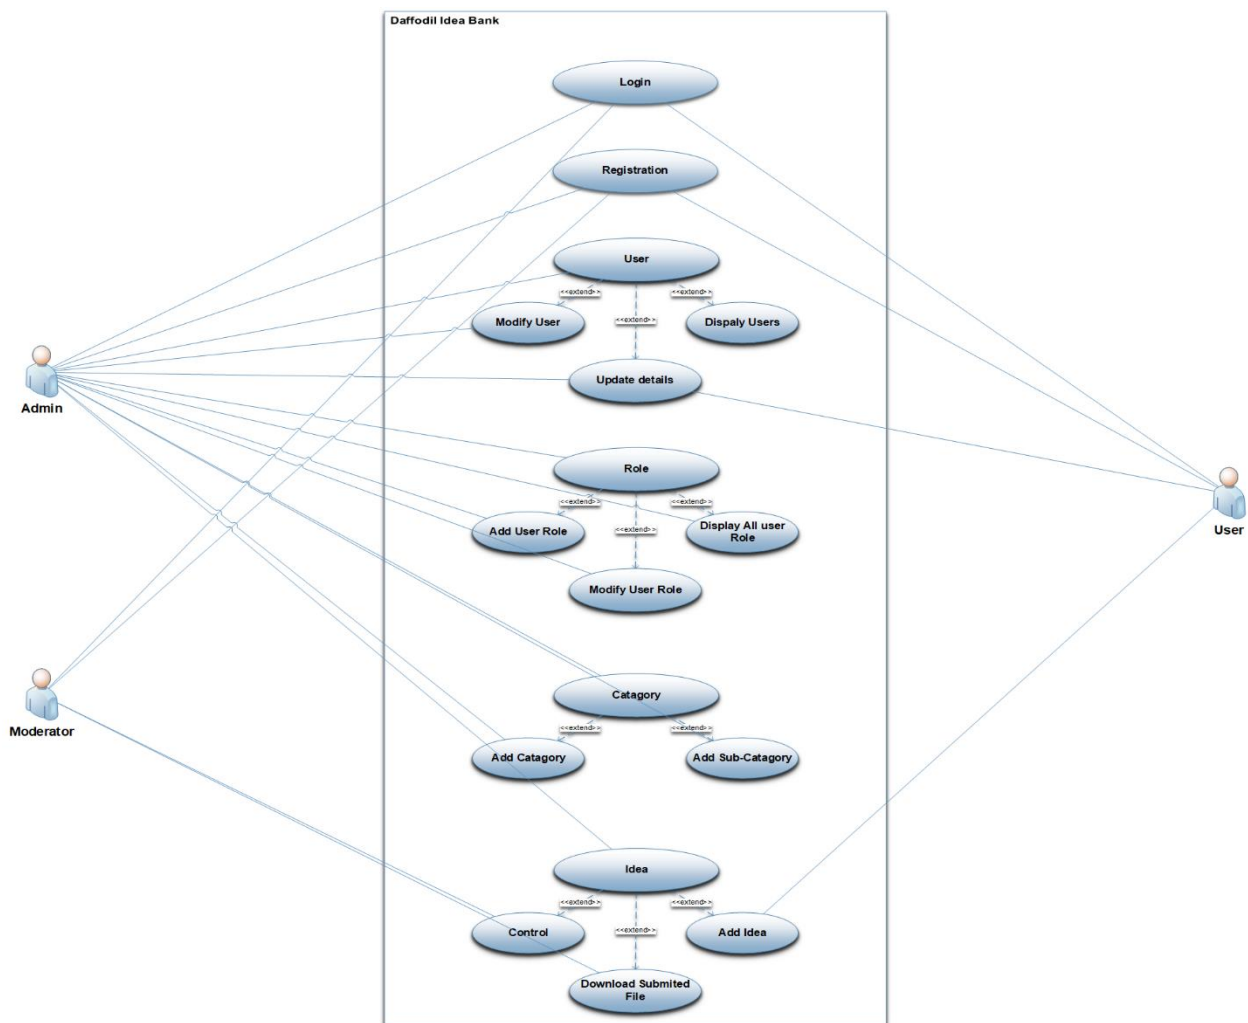 Daffodil Idea Bank
Login
Registration
User
<<extend>>
<<extend>>
Modify User
<<extend>>
Dispaly Users
Update details
Admin
Role
<<extend>>
<<extend>>
Add User Role
<<extend>>
Display All user
Role
User
Modify User Role
Catagory
Moderator
<<extend>>
<<extend>>
Add Catagory
Add Sub-Catagory
Idea
<<extend>>
<<extend>>
Control
<<extend>>
Add Idea
Download Submited
File